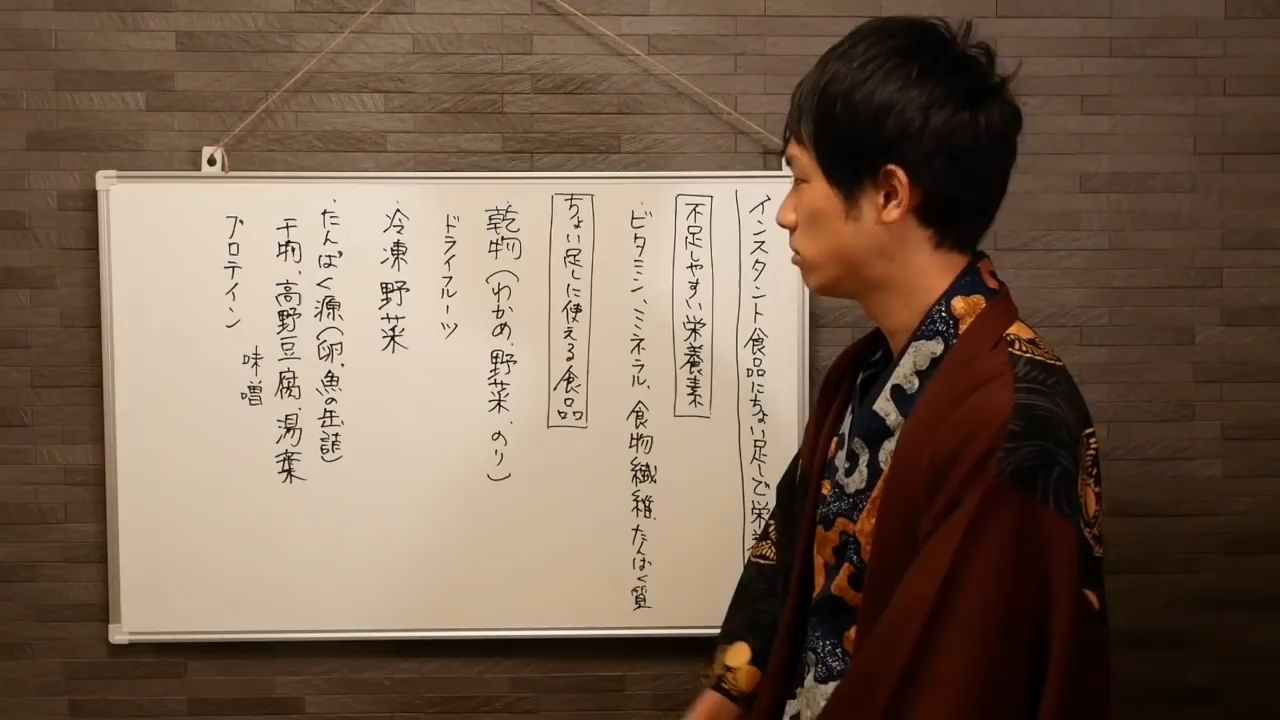 インスタント食品にちょい足しで栄
不足しやすい栄養素
・ビタミン、ミネラル、食物繊維、たんぱく質
ちょい足しに使える食品
・乾物(わかめ、野菜、のり)
ドライフルーツ
・冷凍野菜
・たんぱく源(卵、魚の缶詰)
干物、高野豆腐、湯葉
味噌
プロテイン